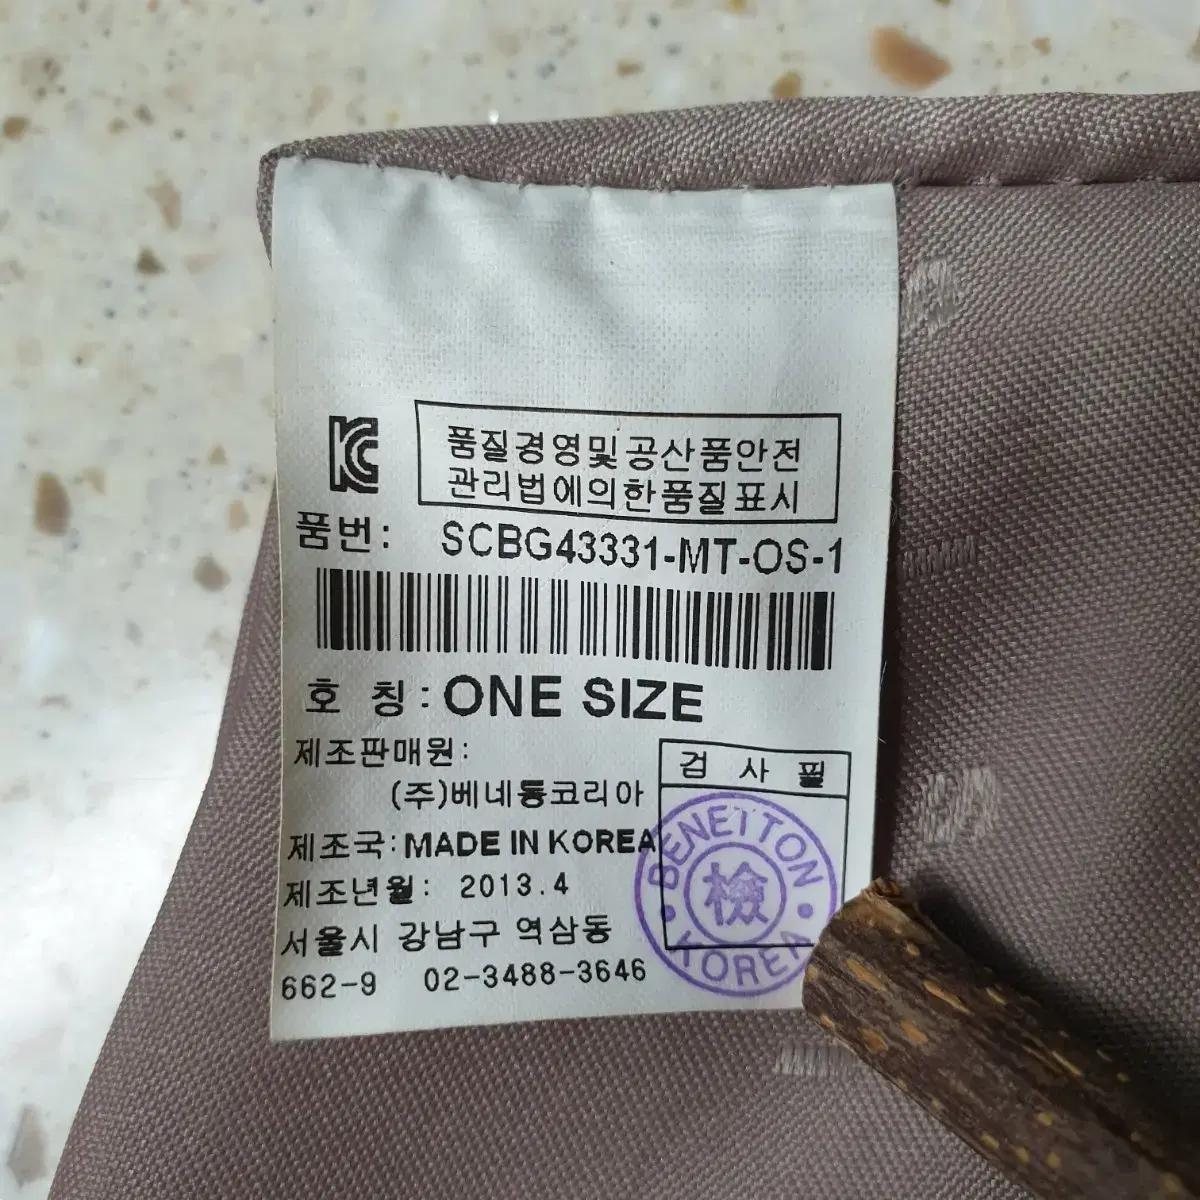 KC
품질경영및공산품안전
관리법에의한품질표시
품번: SCBG43331-MT-OS-1
호 칭: ONE SIZE
제조판매원:
(주)베네통코리아
제조국: MADE IN KOREA
제조년월: 2013.4
서울시 강남구 역삼동
662-9 02-3488-3646
검 사 필
BENETTON
檢
KOREA